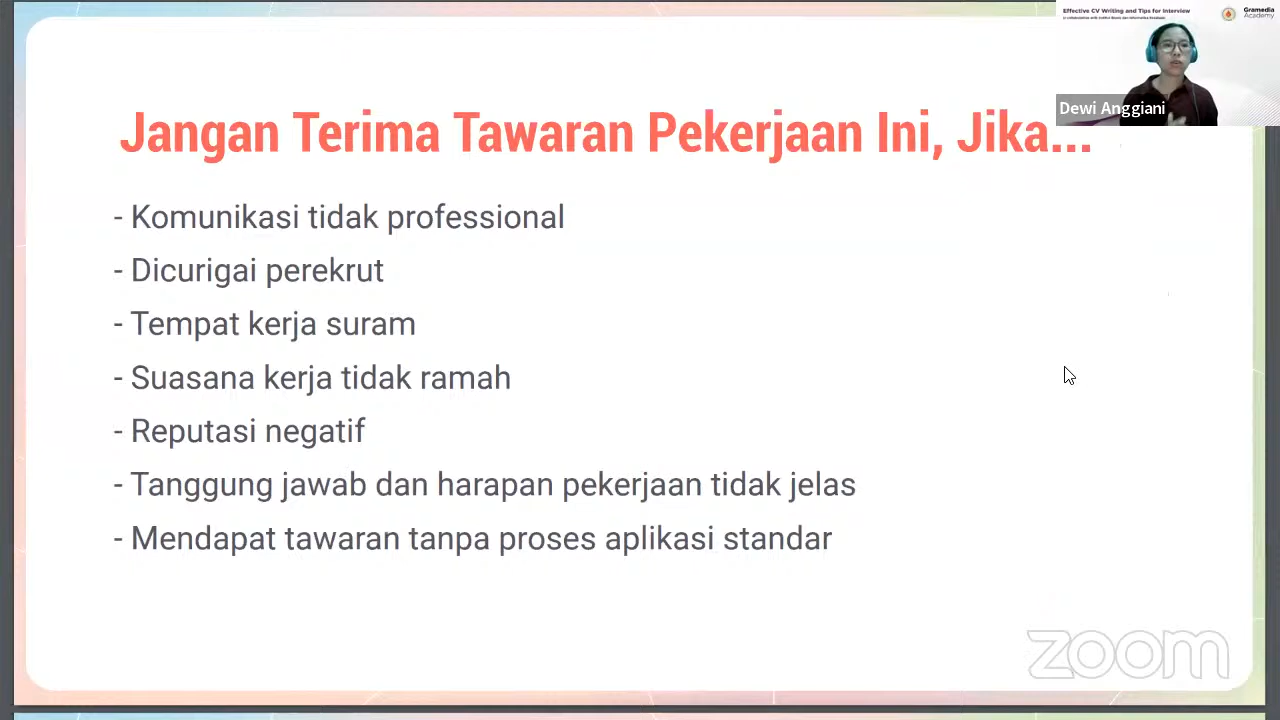 Effective CV Writing and Tips for Interview
Gramedia
Academy
Dewi Anggiani
Jangan Terima Tawaran Pekerjaan Ini, Jika...
- Komunikasi tidak professional
- Dicurigai perekrut
- Tempat kerja suram
- Suasana kerja tidak ramah
- Reputasi negatif
- Tanggung jawab dan harapan pekerjaan tidak jelas
- Mendapat tawaran tanpa proses aplikasi standar
zoom